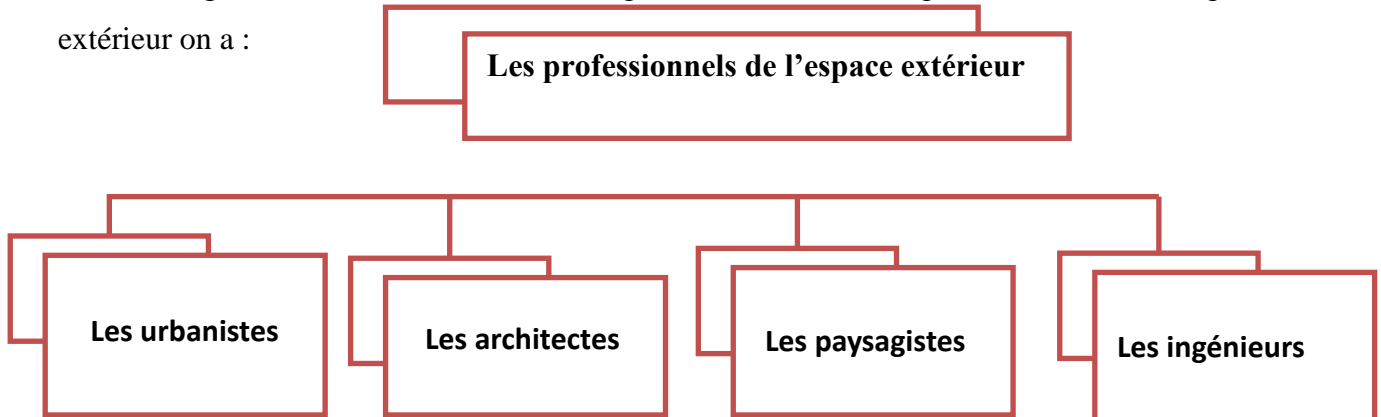 extérieur on a :
Les professionnels de l’espace extérieur
Les urbanistes
Les architectes
Les paysagistes
Les ingénieurs